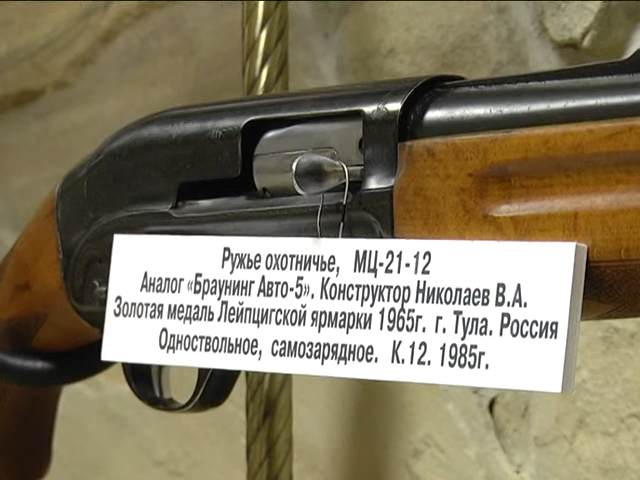 Ружье охотничье, МЦ-21-12
Аналог «Браунинг Авто-5». Конструктор Николаев В.А.
Золотая медаль Лейпцигской ярмарки 1965г. г. Тула. Россия
Одноствольное, самозарядное. К.12. 1985г.